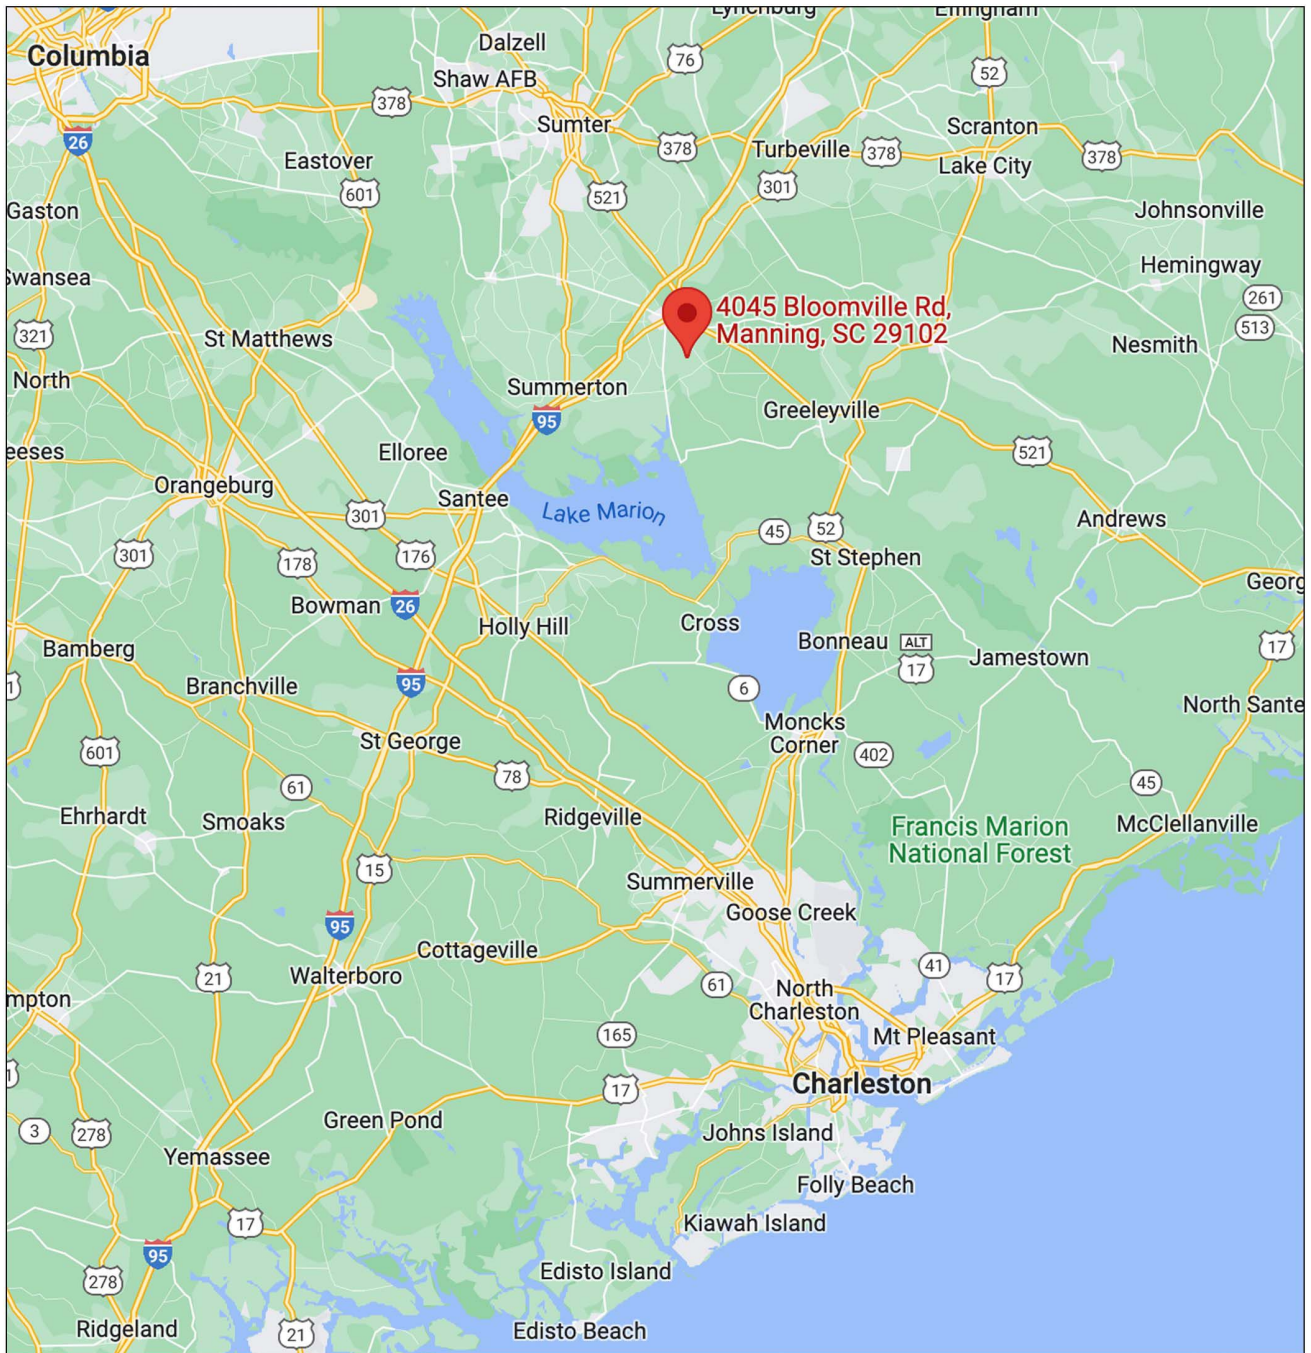 Lynchburg
Effingham
Dalzell
Columbia
76
52
Shaw AFB
378
Sumter
Scranton
26
378
Turbeville
378
378
Eastover
Lake City
601
521
301
Gaston
Johnsonville
Swansea
Hemingway
261
4045 Bloomville Rd,
Manning, SC 29102
513
321
St Matthews
Nesmith
North
Summerton
95
Greeleyville
eeses
Elloree
521
Orangeburg
Santee
Lake Marion
301
45
52
Andrews
301
178
176
St Stephen
Georg
Bowman
26
Holly Hill
Cross
Bonneau
ALT
17
17
Bamberg
Jamestown
1
Branchville
95
6
North Sante
Moncks
Corner
St George
601
402
78
61
45
Ehrhardt
Smoaks
Ridgeville
Francis Marion
National Forest
McClellanville
15
Summerville
Goose Creek
95
Cottageville
41
21
Walterboro
61
17
mpton
North
Charleston
165
Mt Pleasant
1
17
Charleston
Green Pond
3
278
Johns Island
Yemassee
Folly Beach
17
Kiawah Island
95
278
Edisto Island
Ridgeland
21
Edisto Beach